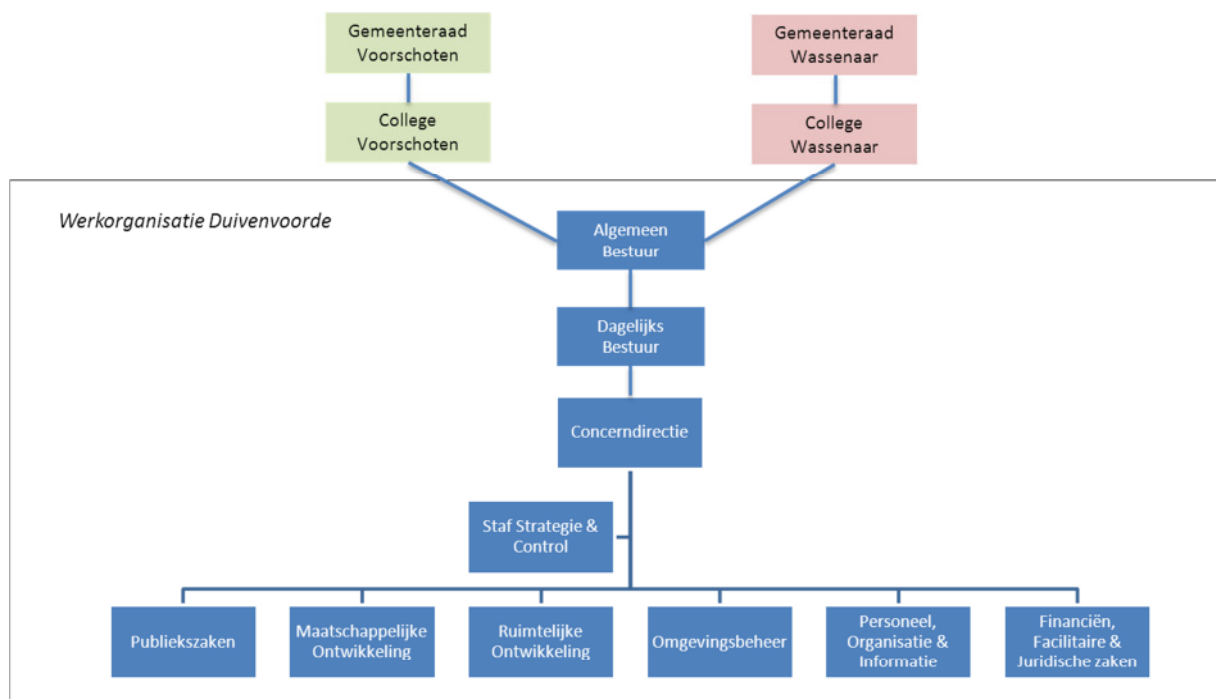 Gemeenteraad
Voorschoten
Gemeenteraad
Wassenaar
College
Voorschoten
College
Wassenaar
Werkorganisatie Duivenvoorde
Algemeen
Bestuur
Dagelijks
Bestuur
Concerndirectie
Staf Strategie &
Control
Publiekszaken
Maatschappelijke
Ontwikkeling
Ruimtelijke
Ontwikkeling
Omgevingsbeheer
Personeel,
Organisatie &
Informatie
Financiën,
Facilitaire &
Juridische zaken